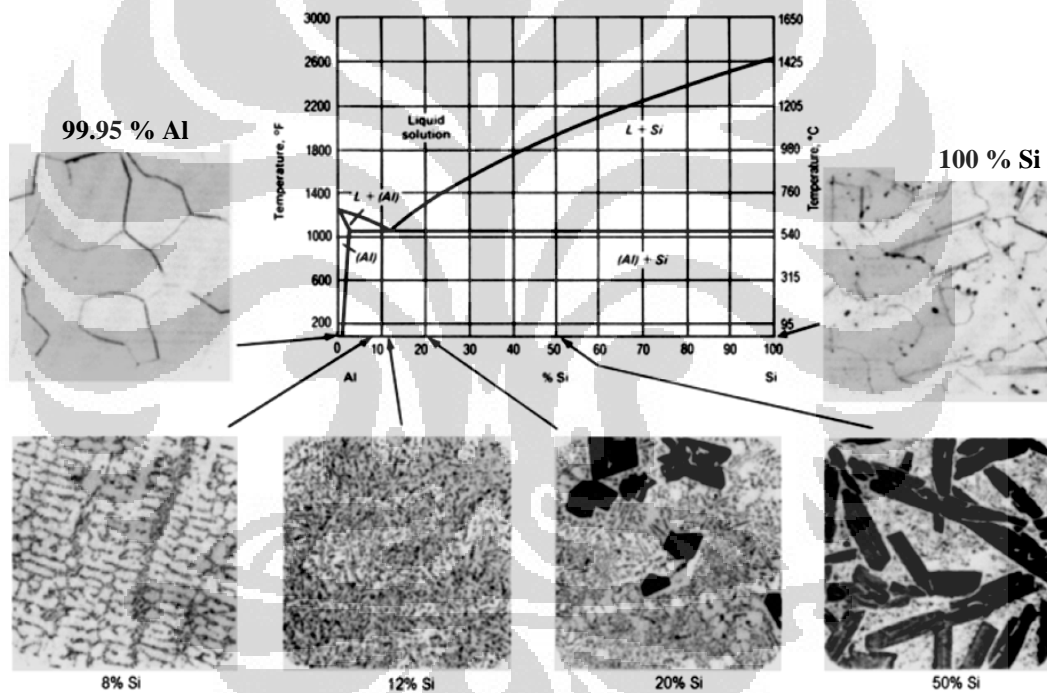 99.95 % Al
100 % Si
Temperature, °F
3000
2600
2200
1800
1400
1000
600
200
Temperature, °C
1650
1425
1205
980
760
540
315
95
Liquid
solution
L + Si
L + (Al)
(Al)
(Al) + Si
0 10 20 30 40 50 60 70 80 90 100
Al % Si Si
8% Si
12% Si
20% Si
50% Si